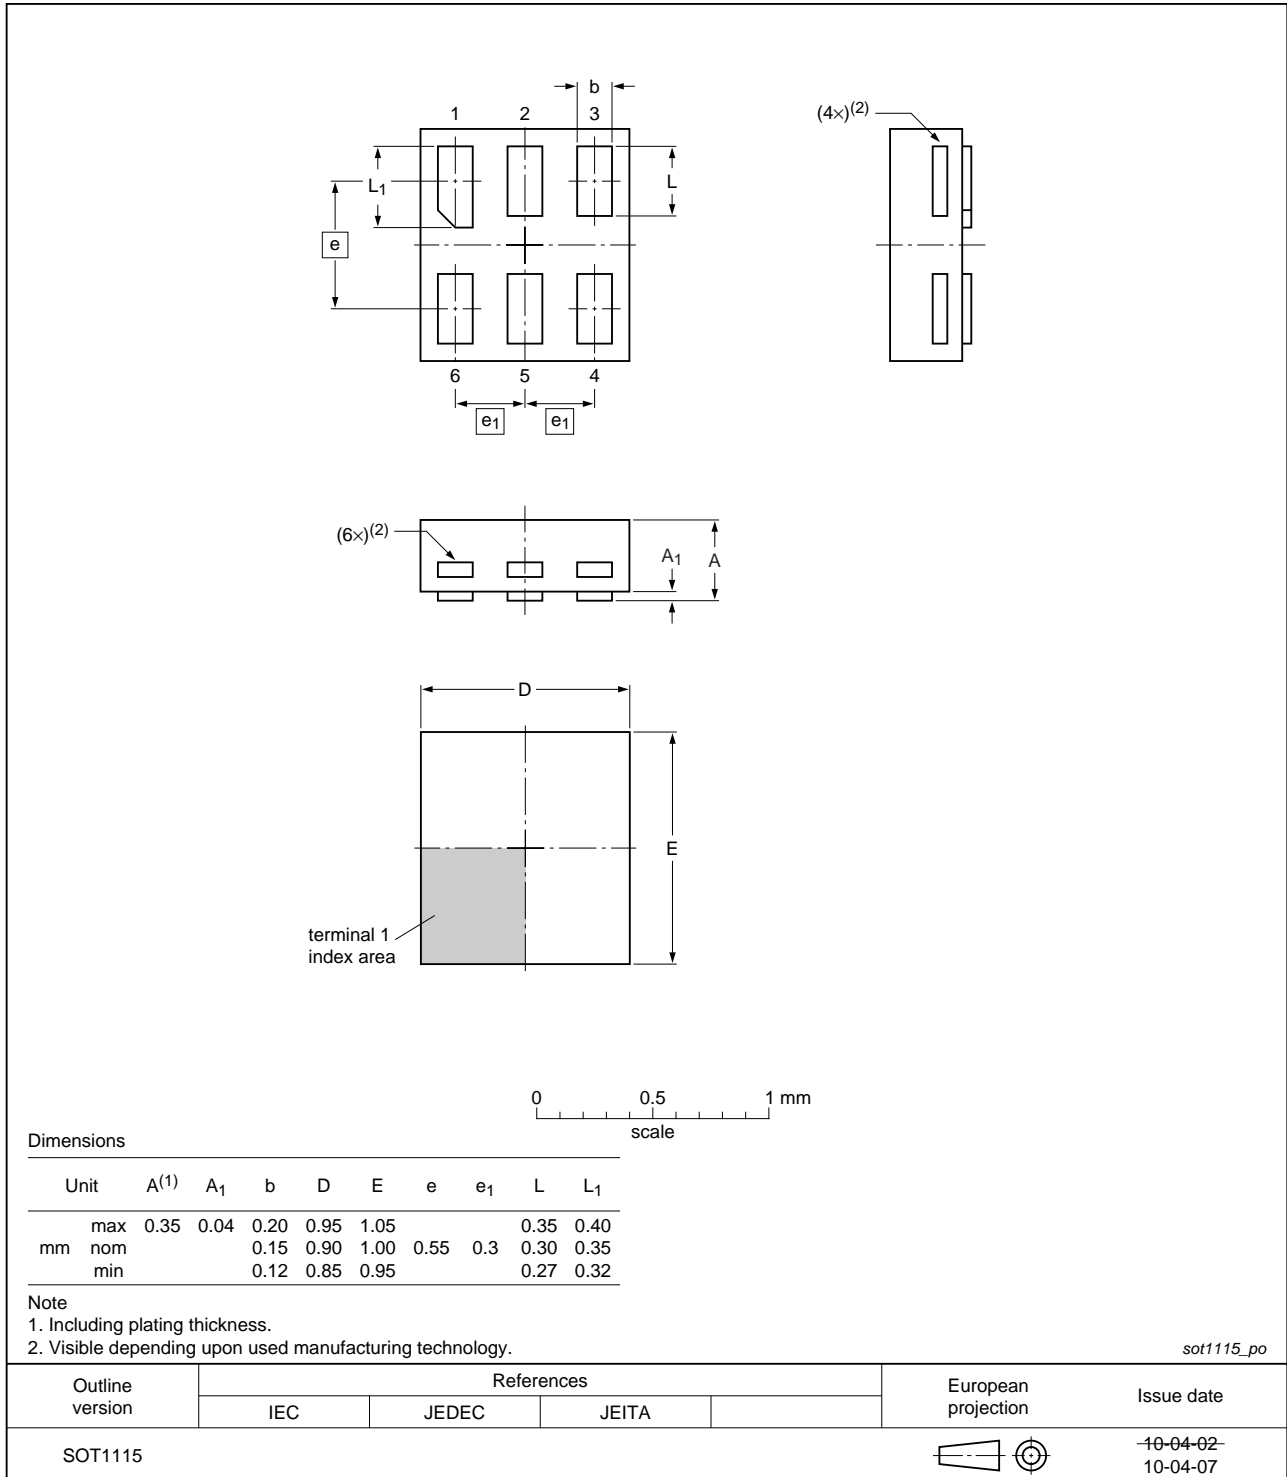 b
1 2 3
(4×)(2)
L1
L
e
6 5 4
e1 e1
(6×)(2)
A1 A
D
E
terminal 1
index area
0 0.5 1 mm
scale
Dimensions
Unit A(1) A1 b D E e e1 L L1
max 0.35 0.04 0.20 0.95 1.05 0.35 0.40
mm nom 0.15 0.90 1.00 0.55 0.3 0.30 0.35
min 0.12 0.85 0.95 0.27 0.32
Note
1. Including plating thickness.
2. Visible depending upon used manufacturing technology.
sot1115_po
Outline
version
References
IEC JEDEC JEITA
European
projection
Issue date
SOT1115
10-04-02
10-04-07